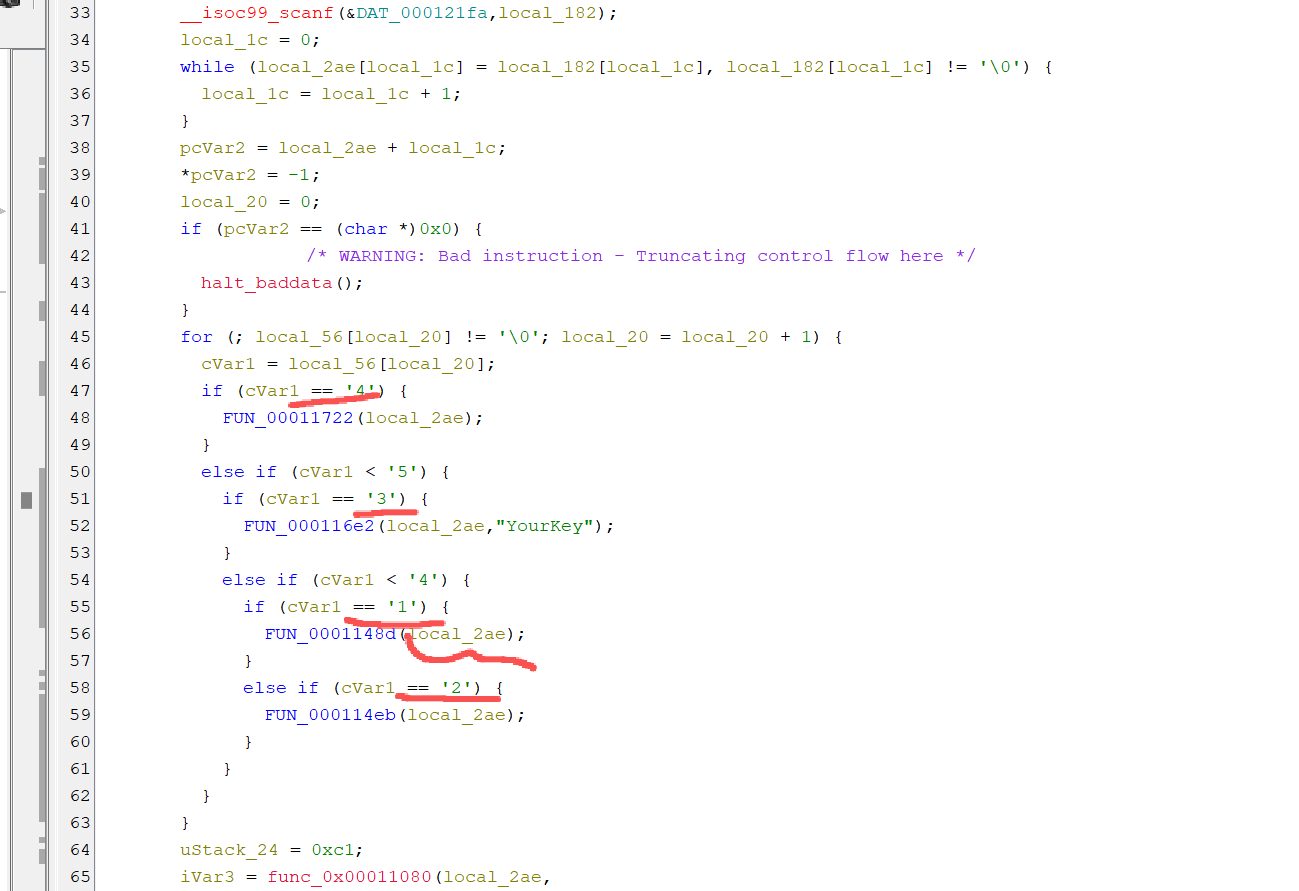 33 __isoc99_scanf(&DAT_000121fa,local_182);
34 local_1c = 0;
35 while (local_2ae[local_1c] = local_182[local_1c], local_182[local_1c] != '\0') {
36 local_1c = local_1c + 1;
37 }
38 pcVar2 = local_2ae + local_1c;
39 *pcVar2 = -1;
40 local_20 = 0;
41 if (pcVar2 == (char *)0x0) {
42 /* WARNING: Bad instruction - Truncating control flow here */
43 halt_baddata();
44 }
45 for (; local_56[local_20] != '\0'; local_20 = local_20 + 1) {
46 cVar1 = local_56[local_20];
47 if (cVar1 == '4') {
48 FUN_00011722(local_2ae);
49 }
50 else if (cVar1 < '5') {
51 if (cVar1 == '3') {
52 FUN_000116e2(local_2ae,"YourKey");
53 }
54 else if (cVar1 < '4') {
55 if (cVar1 == '1') {
56 FUN_0001148d(local_2ae);
57 }
58 else if (cVar1 == '2') {
59 FUN_000114eb(local_2ae);
60 }
61 }
62 }
63 }
64 uStack_24 = 0xc1;
65 iVar3 = func_0x00011080(local_2ae,